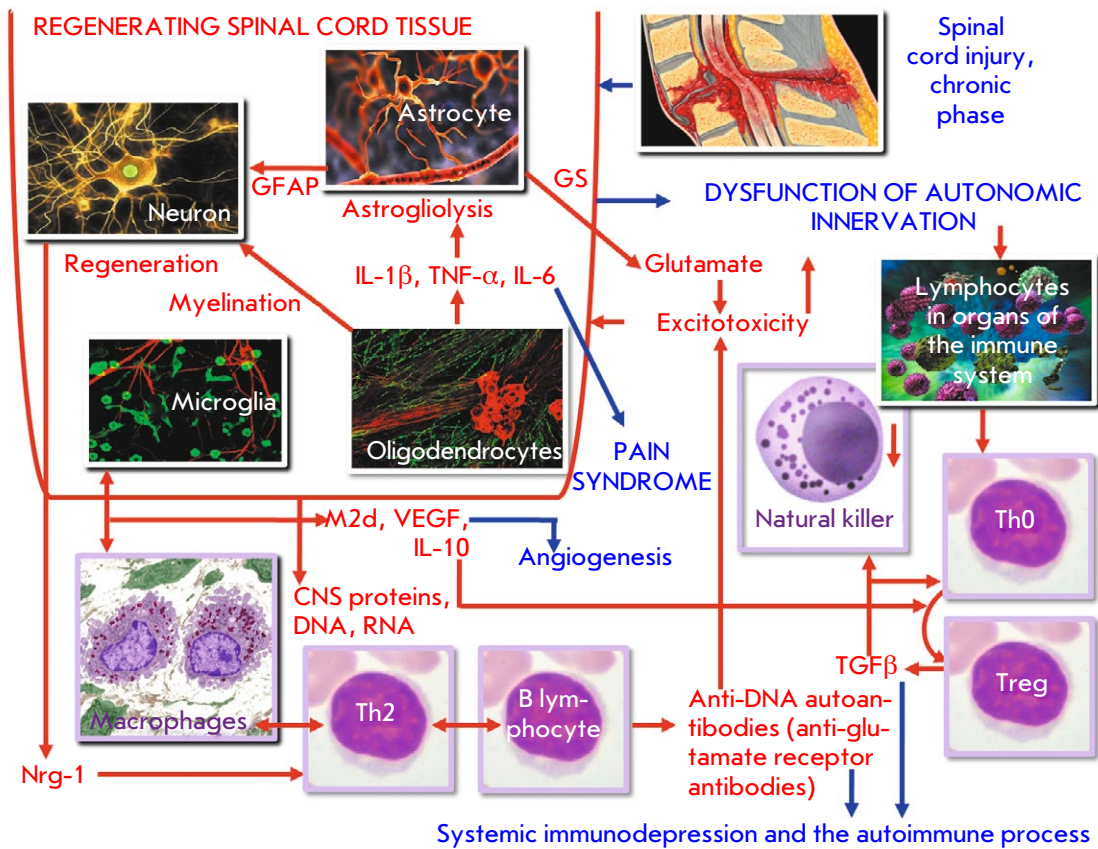 REGENERATING SPINAL CORD TISSUE
Spinal
cord injury,
chronic
phase
Astrocyte
Neuron
GFAP
GS
Astrogliolysis
DYSFUNCTION OF AUTONOMIC
INNERVATION
Regeneration
Myelination
IL-1β, TNF-α, IL-6
Glutamate
Excitotoxicity
Lymphocytes
in organs of
the immune
system
Microglia
Oligodendrocytes
PAIN
SYNDROME
Natural killer
Th0
M2d, VEGF,
IL-10
Angiogenesis
CNS proteins,
DNA, RNA
Macrophages
Th2
B lym-
phocyte
TGFβ
Treg
Anti-DNA autoan-
tibodies (anti-glu-
tamate receptor
antibodies)
Nrg-1
Systemic immunodepression and the autoimmune process